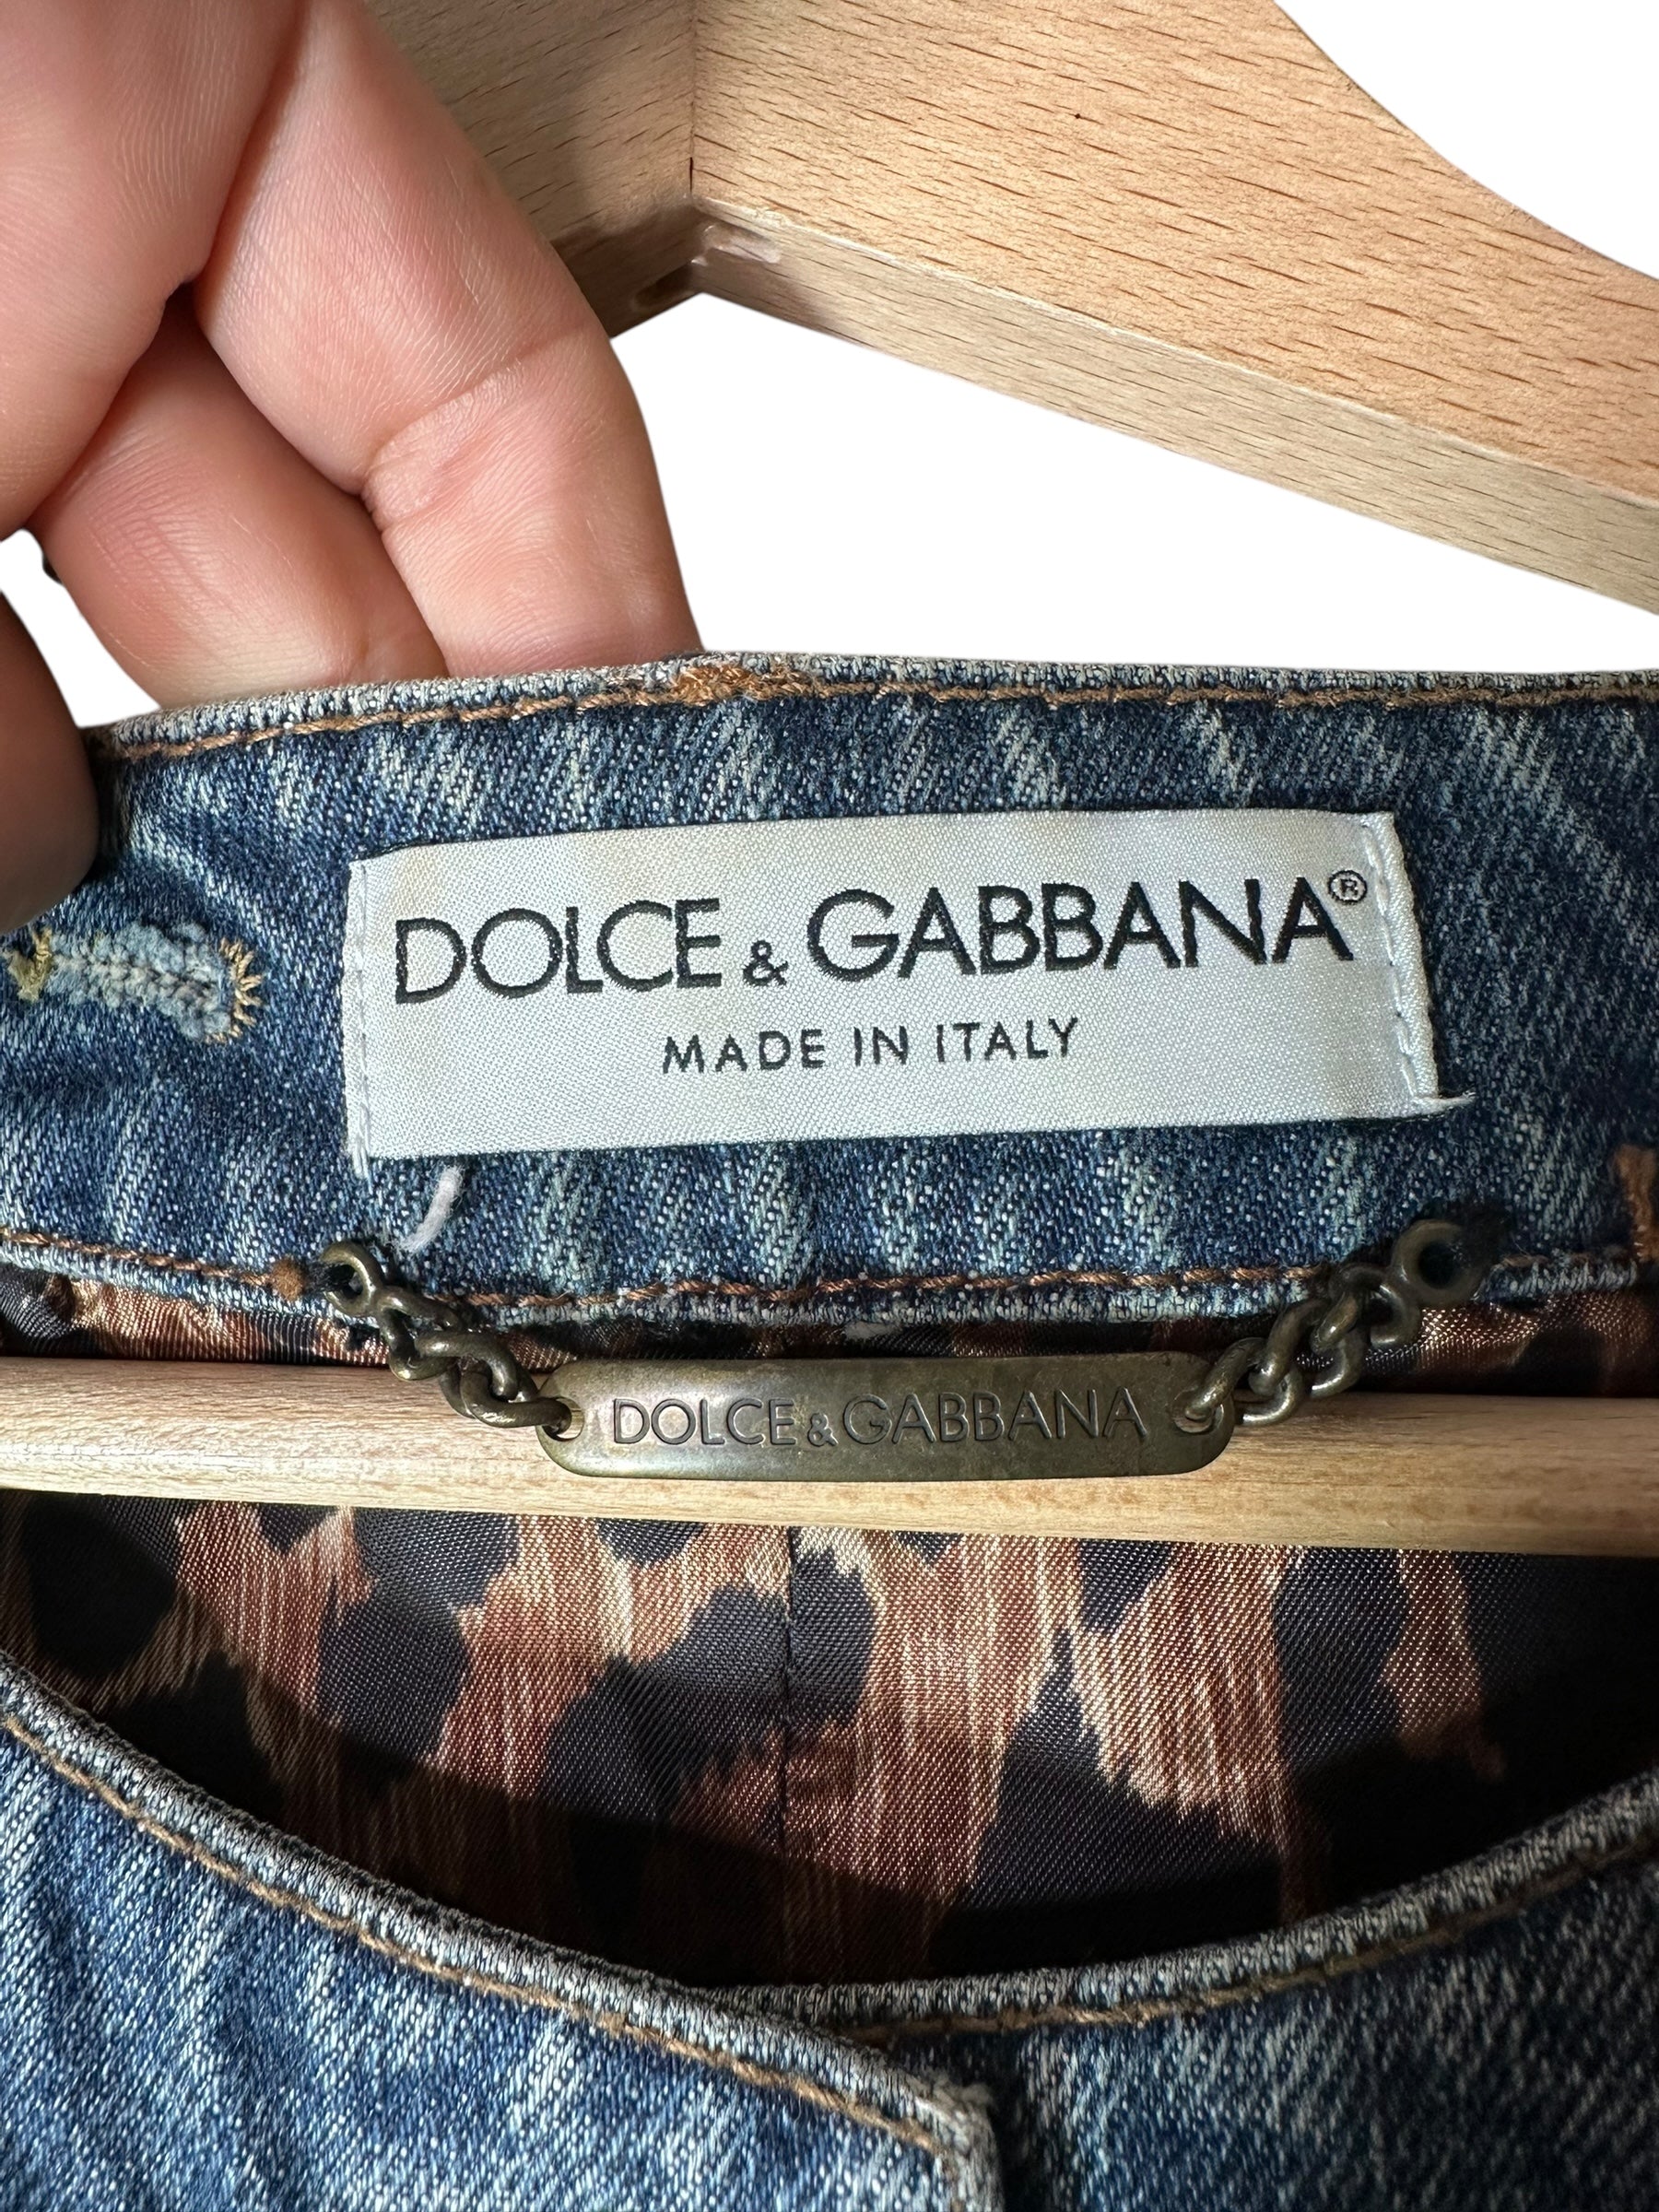 DOLCE & GABBANA®
MADE IN ITALY
DOLCE & GABBANA